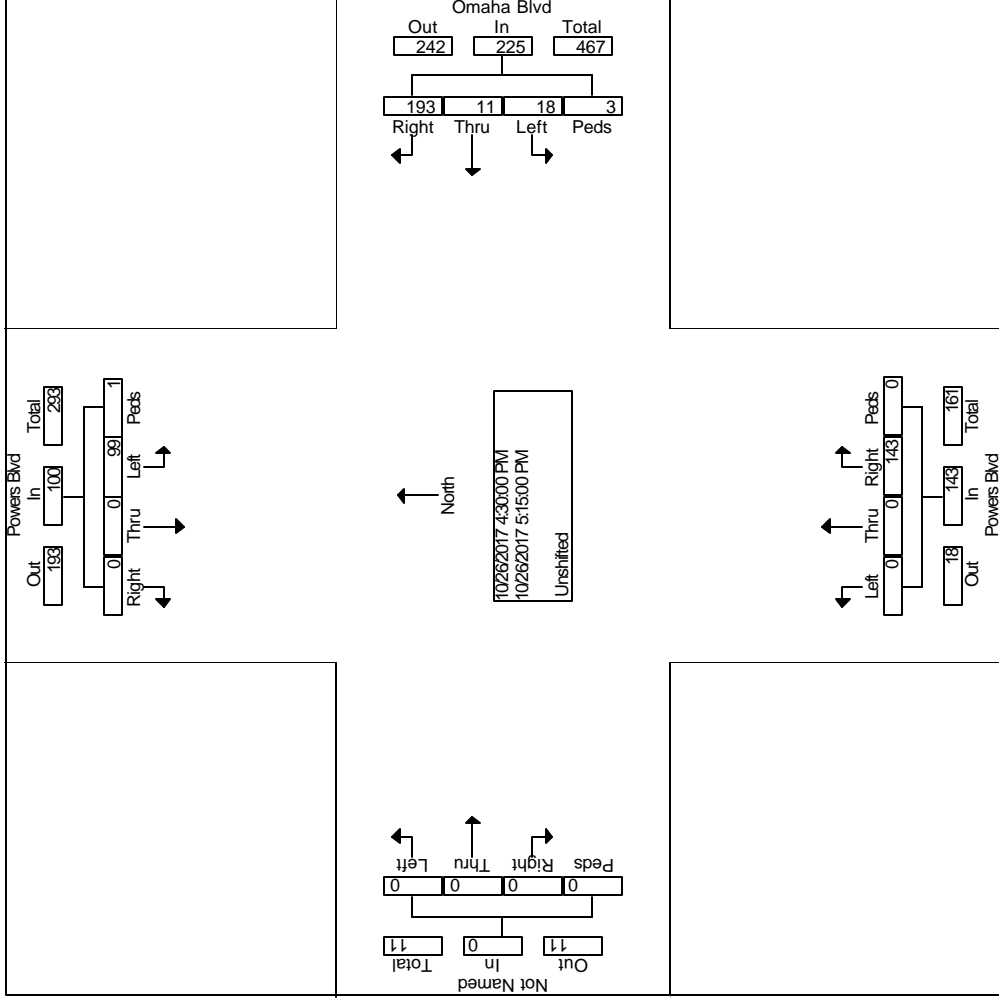 Omaha Blvd
Out In Total
242 225 467
193 11 18 3
Right Thru Left Peds
Powers Blvd
Out In Total
193 100 293
0 0 99 1
Right Thru Left Peds
North
10/26/2017 4:30:00 PM
10/26/2017 5:15:00 PM
Unshifted
Left Thru Right Peds
0 0 143 0
18 143 161
Out In Total
Powers Blvd
Left Thru Right Peds
0 0 0 0
11 0 11
Total In Out
Not Named